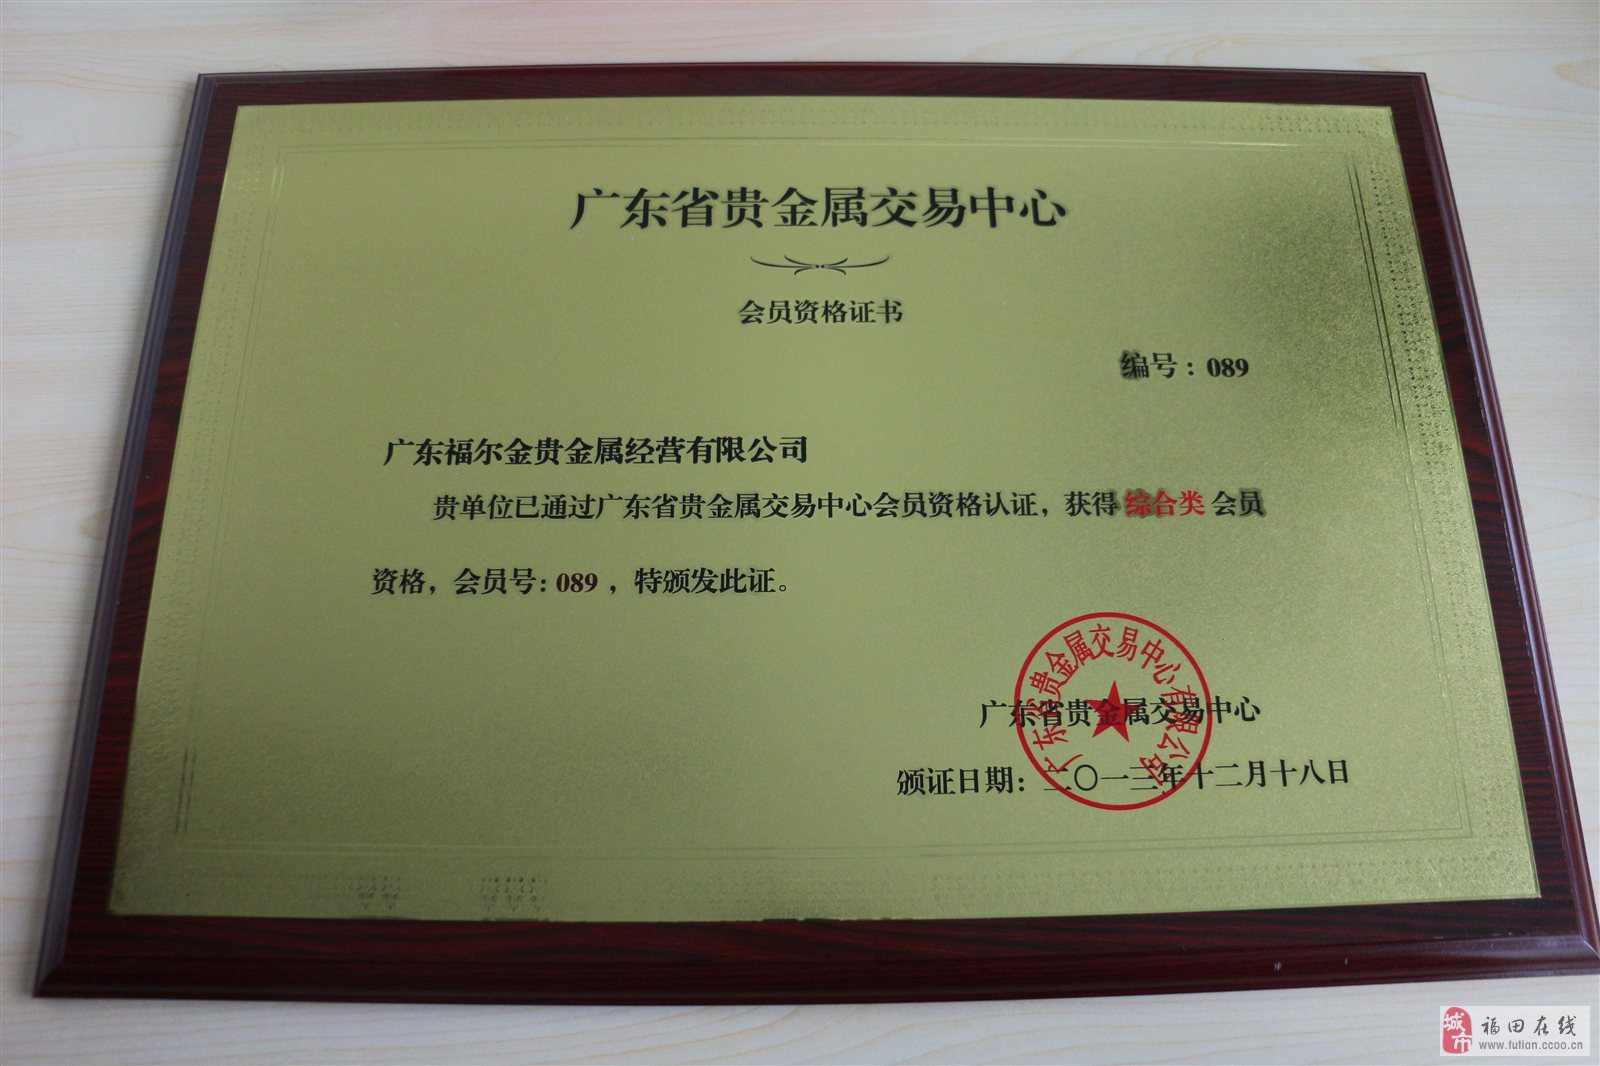 广东省贵金属交易中心
会员资格证书
编号：089
广东福尔金贵金属经营有限公司
贵单位已通过广东省贵金属交易中心会员资格认证，获得 综合类 会员
资格，会员号：089 ，特颁发此证。
广东省贵金属交易中心有限公司
广东省贵金属交易中心
颁证日期：二〇一三年十二月十八日
城市
福田在线
www.futian.ccoo.cn